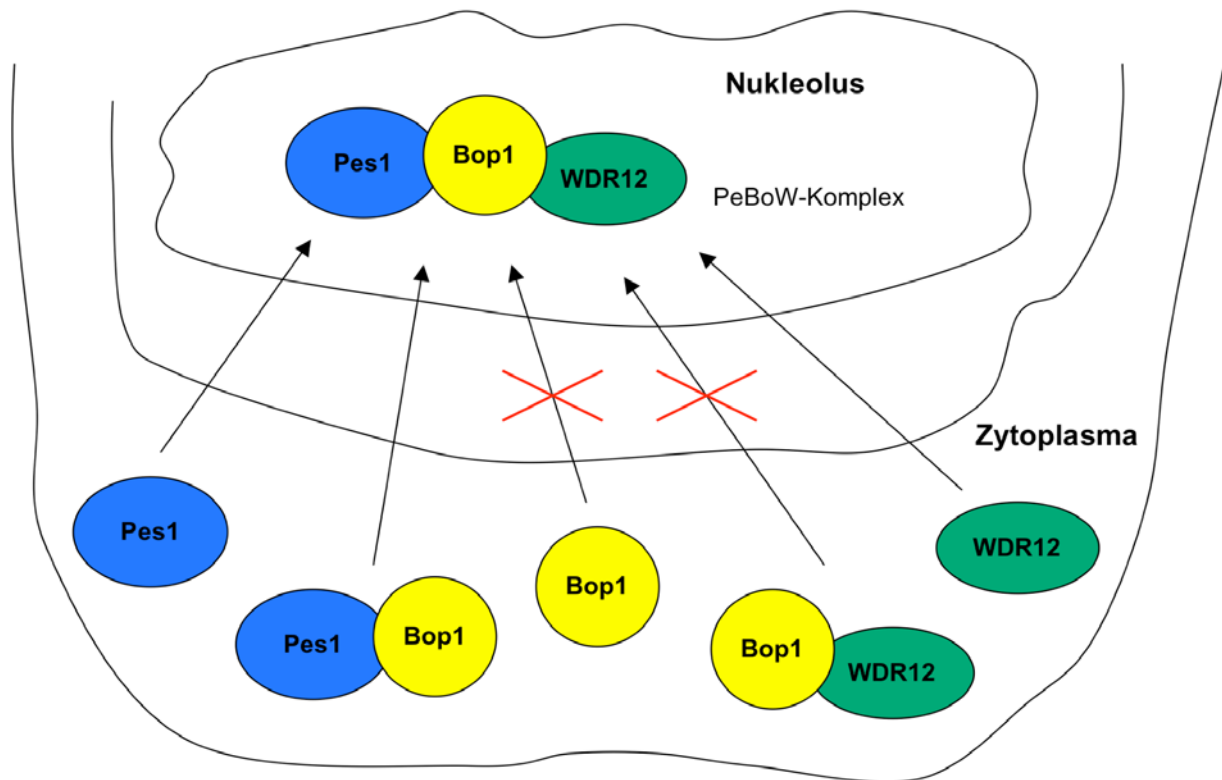 Nukleolus
Pes1
Bop1
WDR12
PeBoW-Komplex
Zytoplasma
Pes1
WDR12
Pes1
Bop1
Bop1
Bop1
WDR12